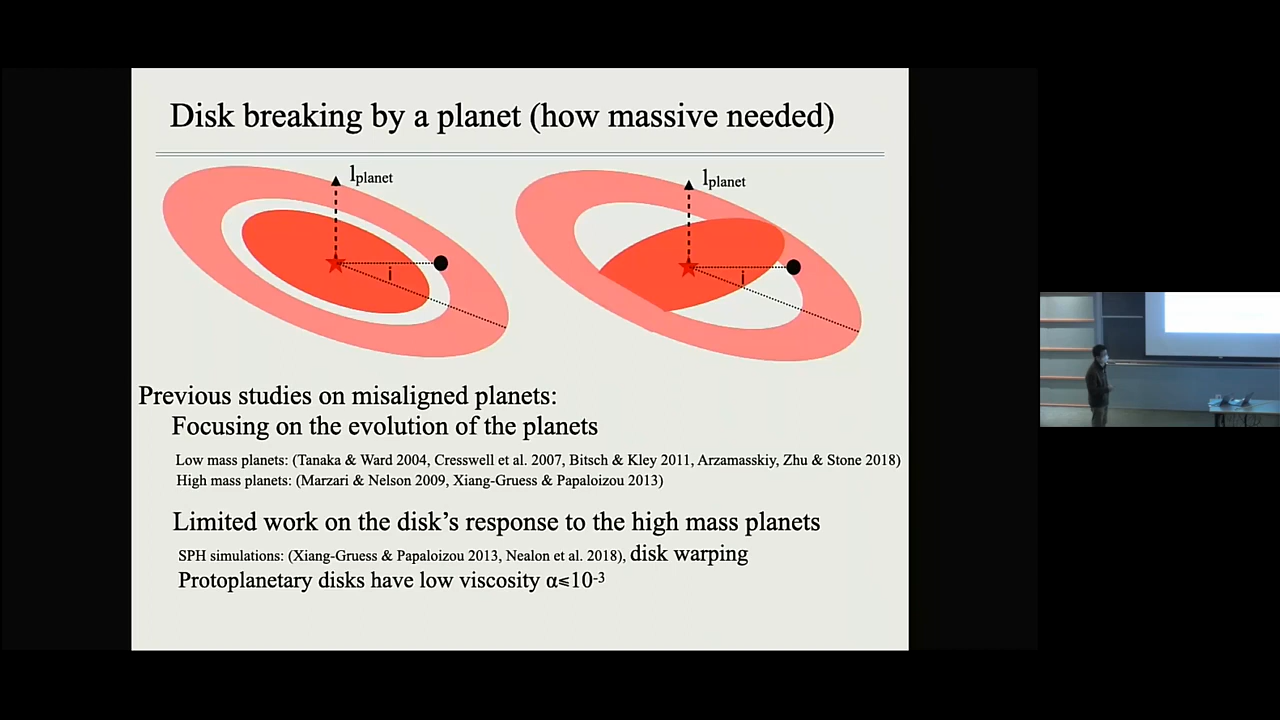 Disk breaking by a planet (how massive needed)
lplanet
lplanet
i
i
Previous studies on misaligned planets:
Focusing on the evolution of the planets
Low mass planets: (Tanaka & Ward 2004, Cresswell et al. 2007, Bitsch & Kley 2011, Arzamasskiy, Zhu & Stone 2018)
High mass planets: (Marzari & Nelson 2009, Xiang-Gruess & Papaloizou 2013)
Limited work on the disk's response to the high mass planets
SPH simulations: (Xiang-Gruess & Papaloizou 2013, Nealon et al. 2018), disk warping
Protoplanetary disks have low viscosity α≤10⁻³